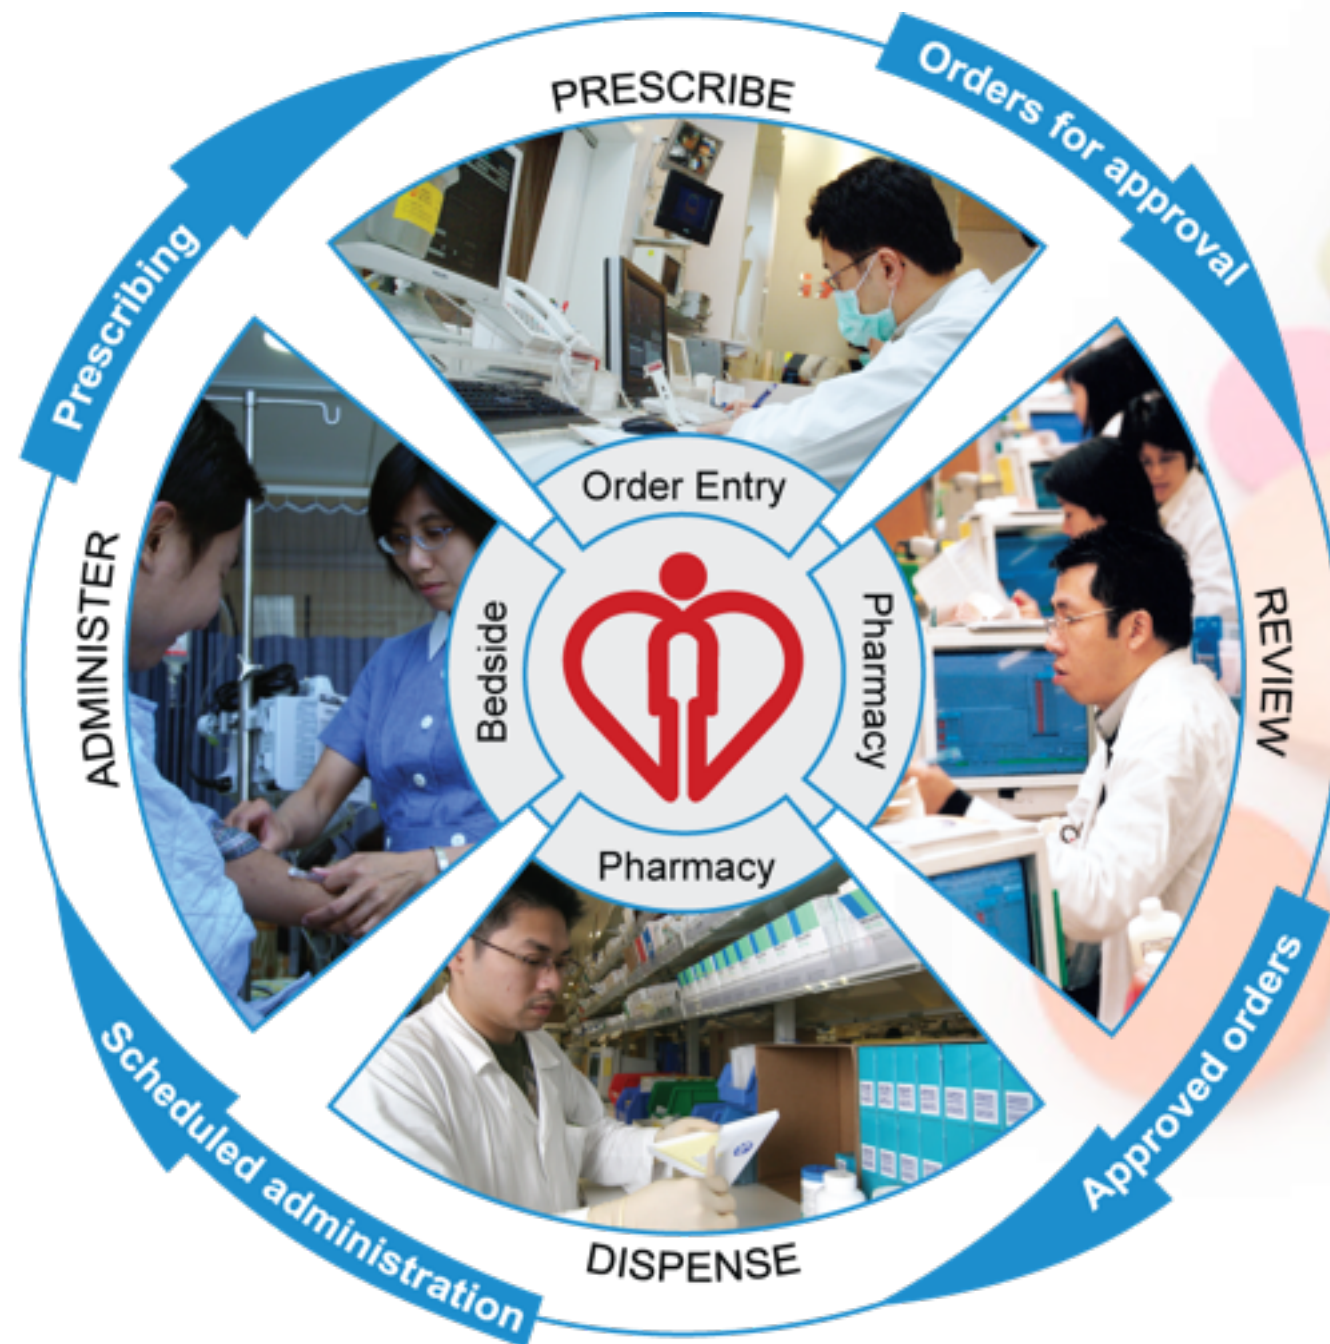 PRESCRIBE
Orders for approval
REVIEW
Approved orders
DISPENSE
Scheduled administration
ADMINISTER
Prescribing
Order Entry
Pharmacy
Pharmacy
Bedside